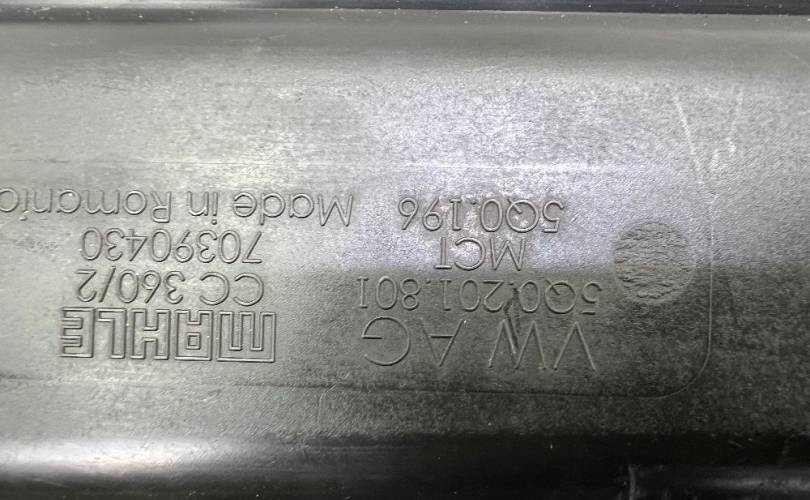 VW AG
5Q0.201.801
MCT
5Q0.196
MAHLE
CC 360/2
70390430
Made in Romania